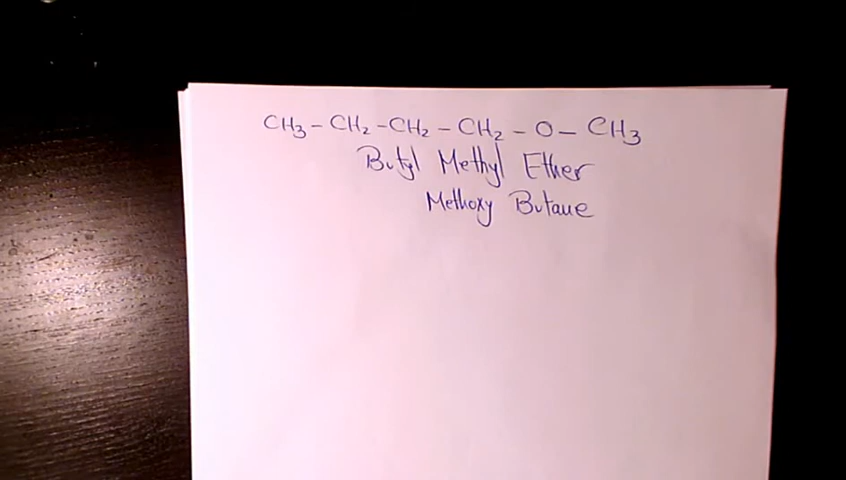 CH₃ – CH₂ – CH₂ – CH₂ – O – CH₃
Butyl Methyl Ether
Methoxy Butane